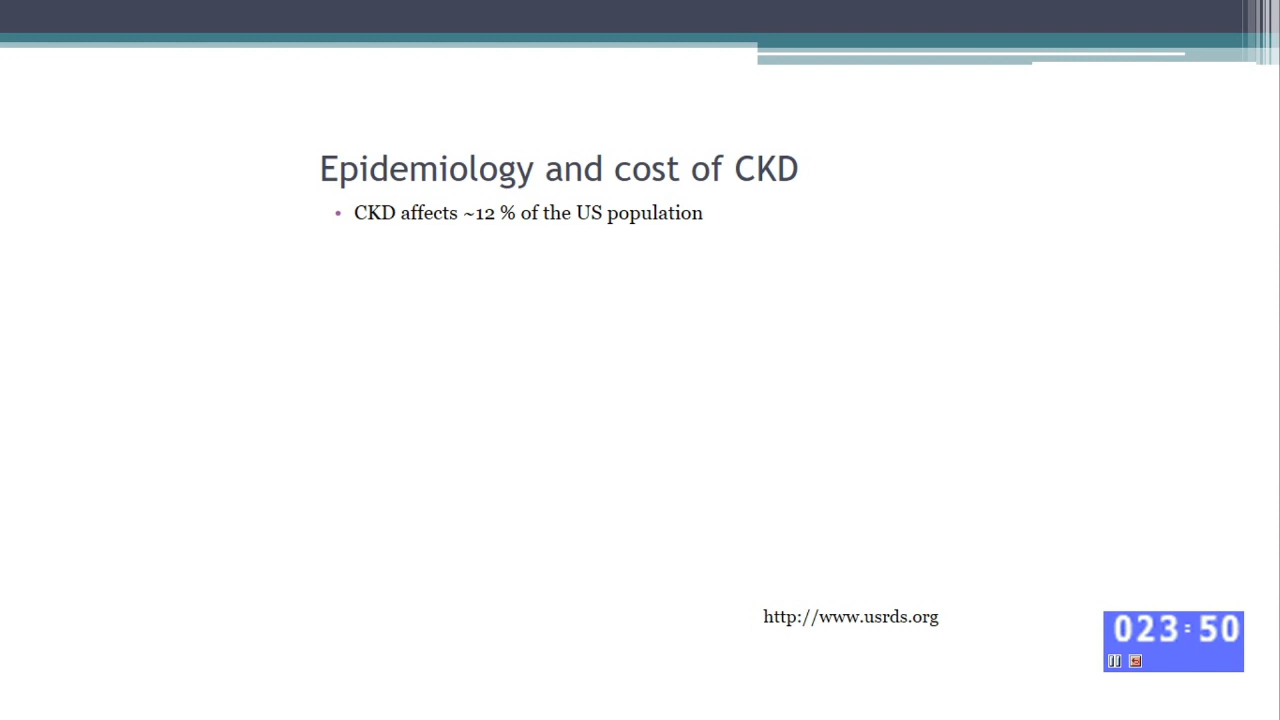 Epidemiology and cost of CKD
• CKD affects ~12 % of the US population
http://www.usrds.org
023:50